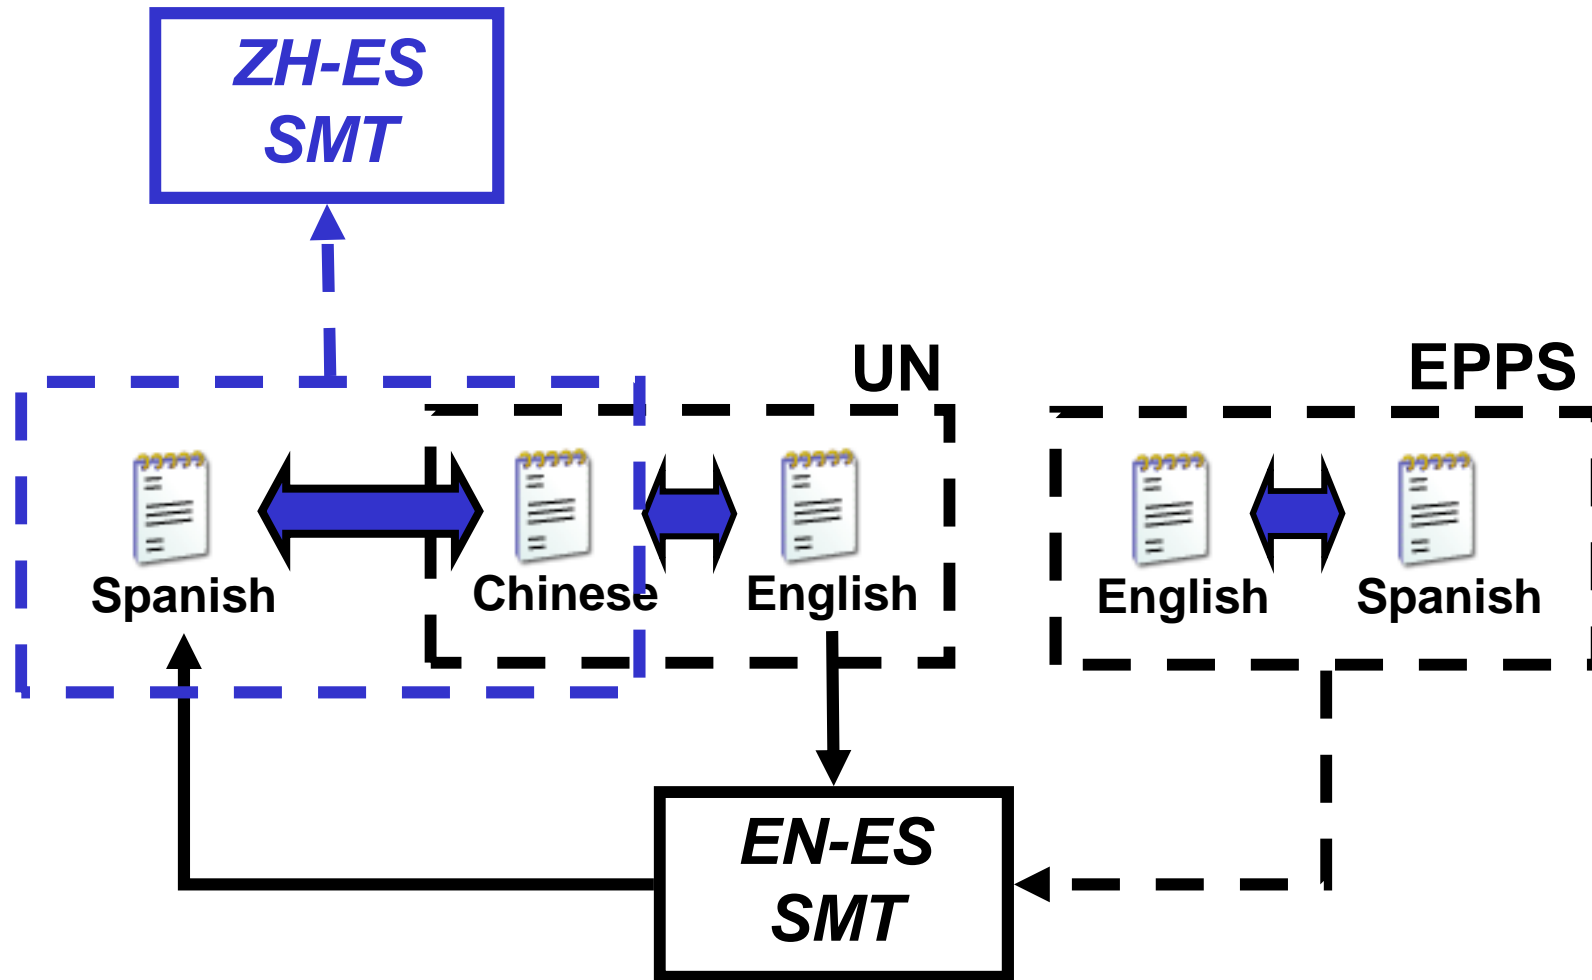 ZH-ES
SMT
UN
EPPS
Spanish
Chinese
English
English
Spanish
EN-ES
SMT